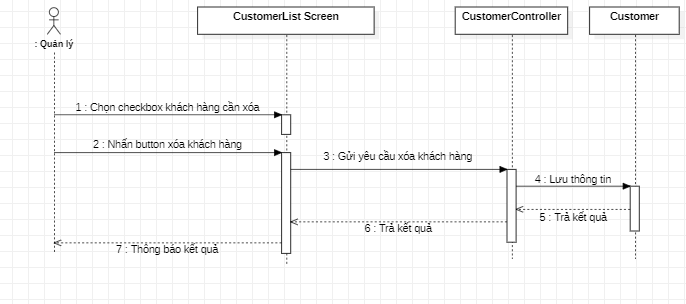 CustomerList Screen
CustomerController
Customer
: Quản lý
1 : Chọn checkbox khách hàng cần xóa
2 : Nhấn button xóa khách hàng
3 : Gửi yêu cầu xóa khách hàng
4 : Lưu thông tin
5 : Trả kết quả
6 : Trả kết quả
7 : Thông báo kết quả